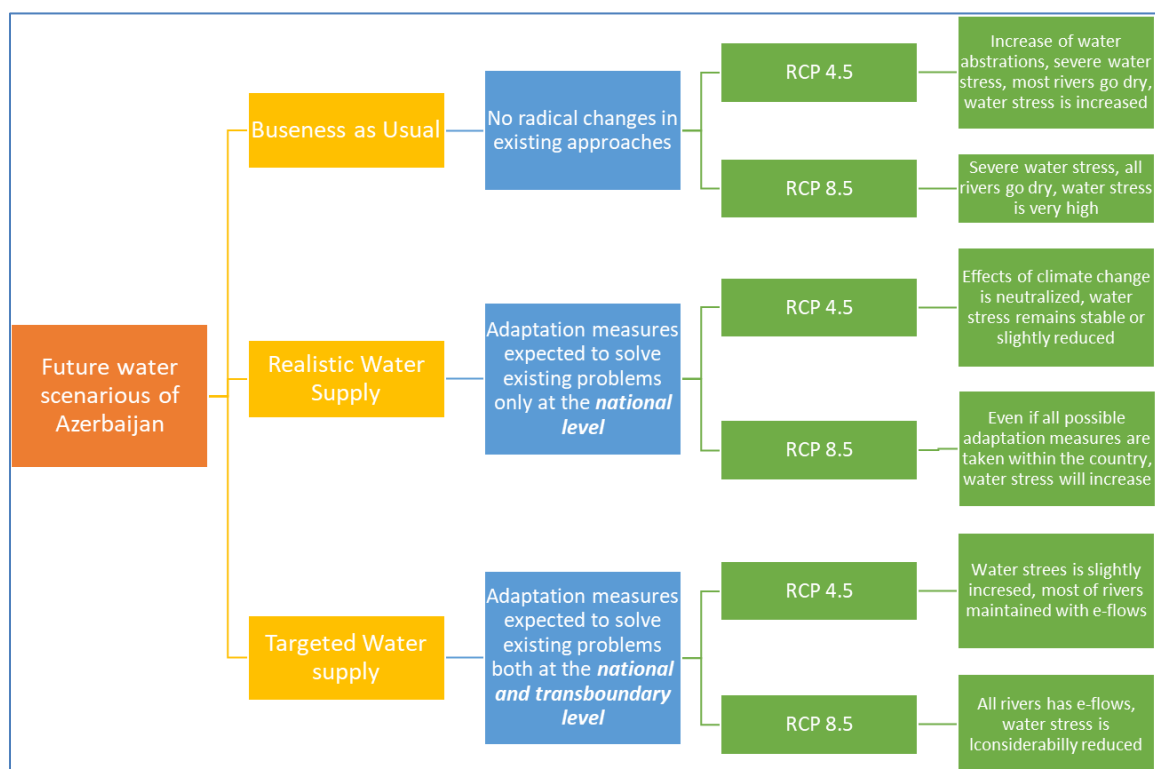 Future water
scenarious of
Azerbaijan
Buseness as Usual
No radical changes in
existing approaches
RCP 4.5
Increase of water
abstrations, severe water
stress, most rivers go dry,
water stress is increased
RCP 8.5
Severe water stress, all
rivers go dry, water stress
is very high
Realistic Water
Supply
Adaptation measures
expected to solve
existing problems
only at the national
level
RCP 4.5
Effects of climate change
is neutralized, water
stress remains stable or
slightly reduced
RCP 8.5
Even if all possible
adaptation measures are
taken within the country,
water stress will increase
Targeted Water
supply
Adaptation measures
expected to solve
existing problems
both at the national
and transboundary
level
RCP 4.5
Water strees is slightly
incresed, most of rivers
maintained with e-flows
RCP 8.5
All rivers has e-flows,
water stress is
lconsiderabilly reduced